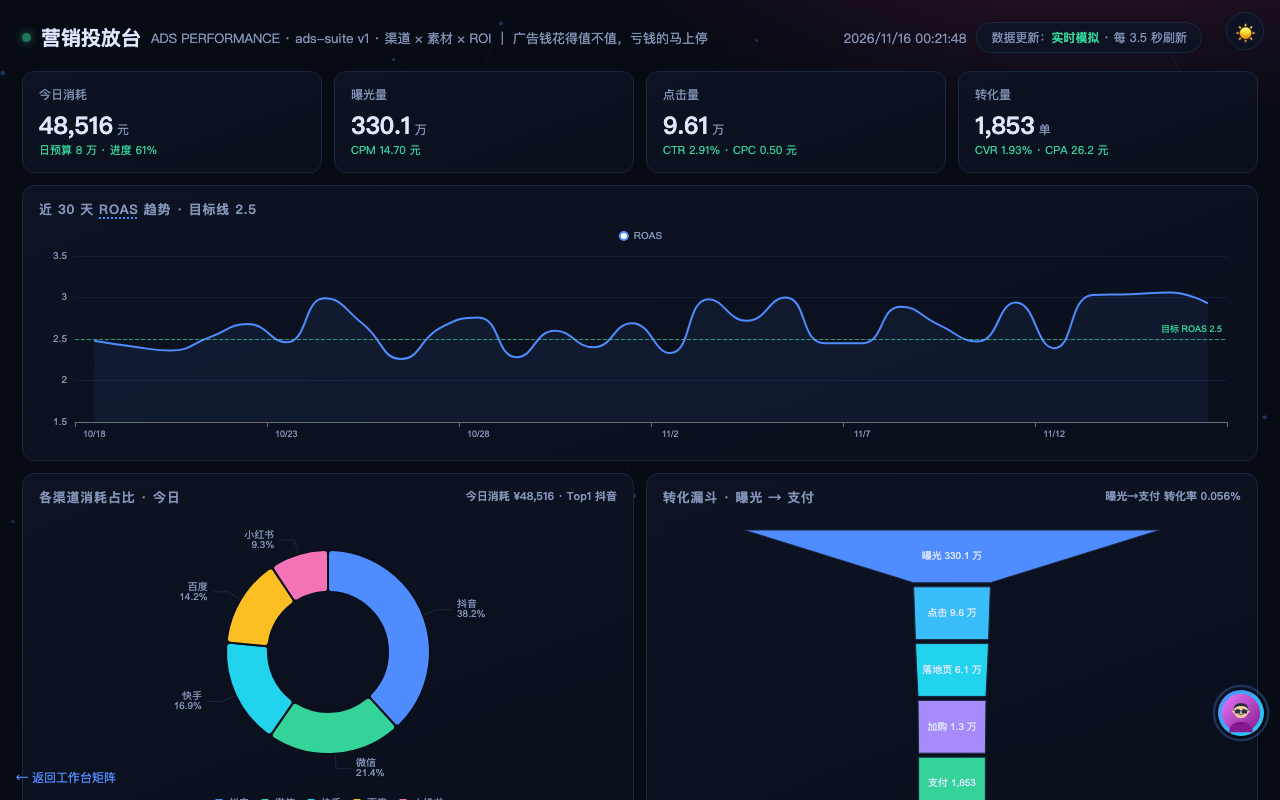 营销投放台 ADS PERFORMANCE · ads-suite v1 · 渠道 × 素材 × ROI ｜ 广告钱花得值不值，亏钱的马上停
2026/11/16 00:21:48 数据更新：实时模拟 · 每 3.5 秒刷新
今日消耗
48,516 元
日预算 8 万 · 进度 61%
曝光量
330.1 万
CPM 14.70 元
点击量
9.61 万
CTR 2.91% · CPC 0.50 元
转化量
1,853 单
CVR 1.93% · CPA 26.2 元
近 30 天 ROAS 趋势 · 目标线 2.5
ROAS
3.5
3
2.5
2
1.5
目标 ROAS 2.5
10/18
10/23
10/28
11/2
11/7
11/12
各渠道消耗占比 · 今日
今日消耗 ¥48,516 · Top1 抖音
小红书
9.3%
百度
14.2%
抖音
38.2%
快手
16.9%
微信
21.4%
转化漏斗 · 曝光 → 支付
曝光→支付 转化率 0.056%
曝光 330.1 万
点击 9.6 万
落地页 6.1 万
加购 1.3 万
支付 1,853
← 返回工作台矩阵